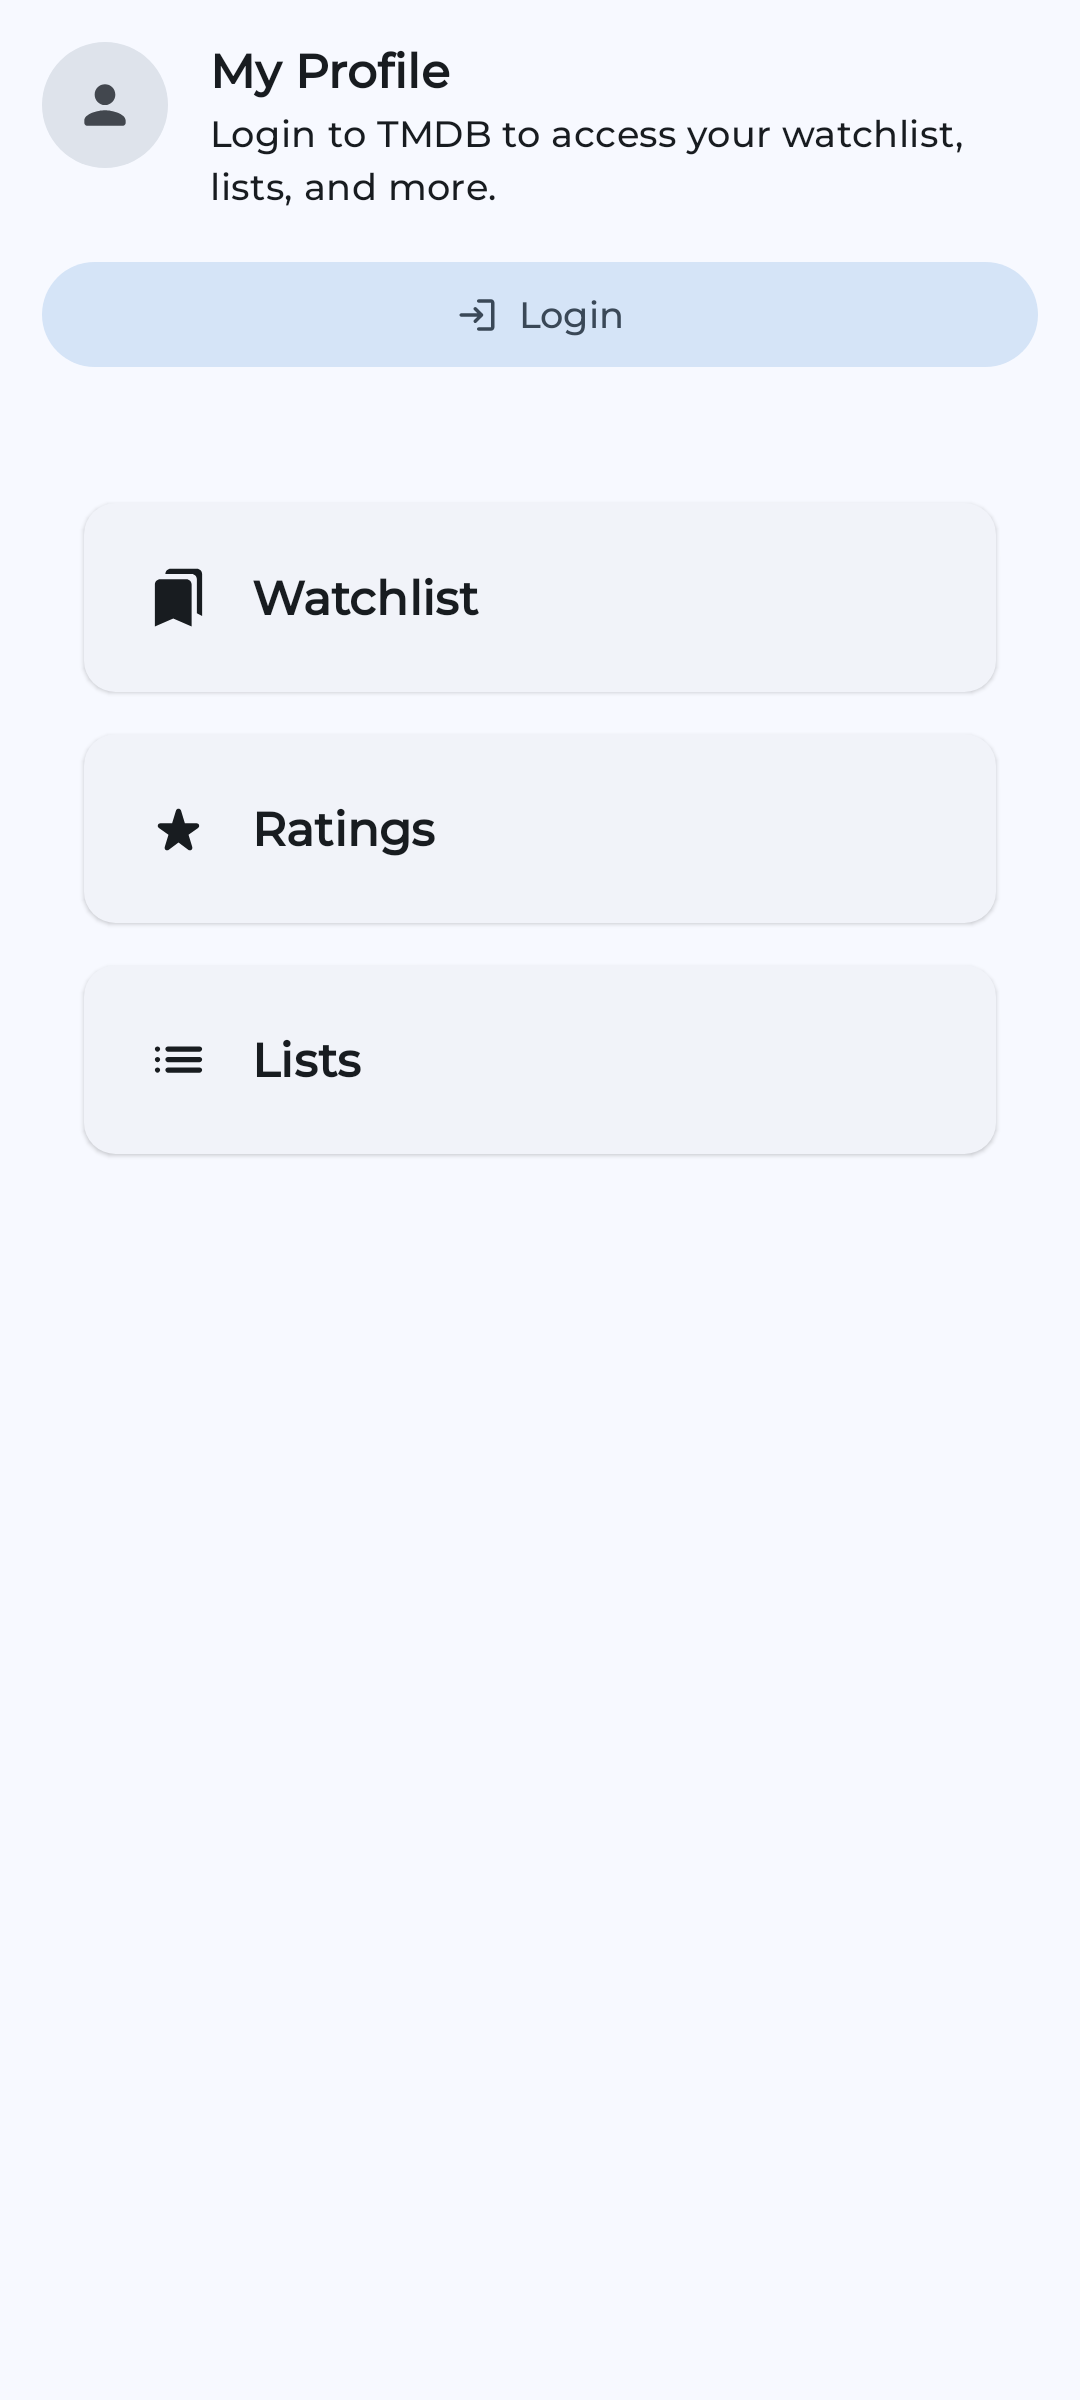 My Profile
Login to TMDB to access your watchlist,
lists, and more.
Login
Watchlist
Ratings
Lists